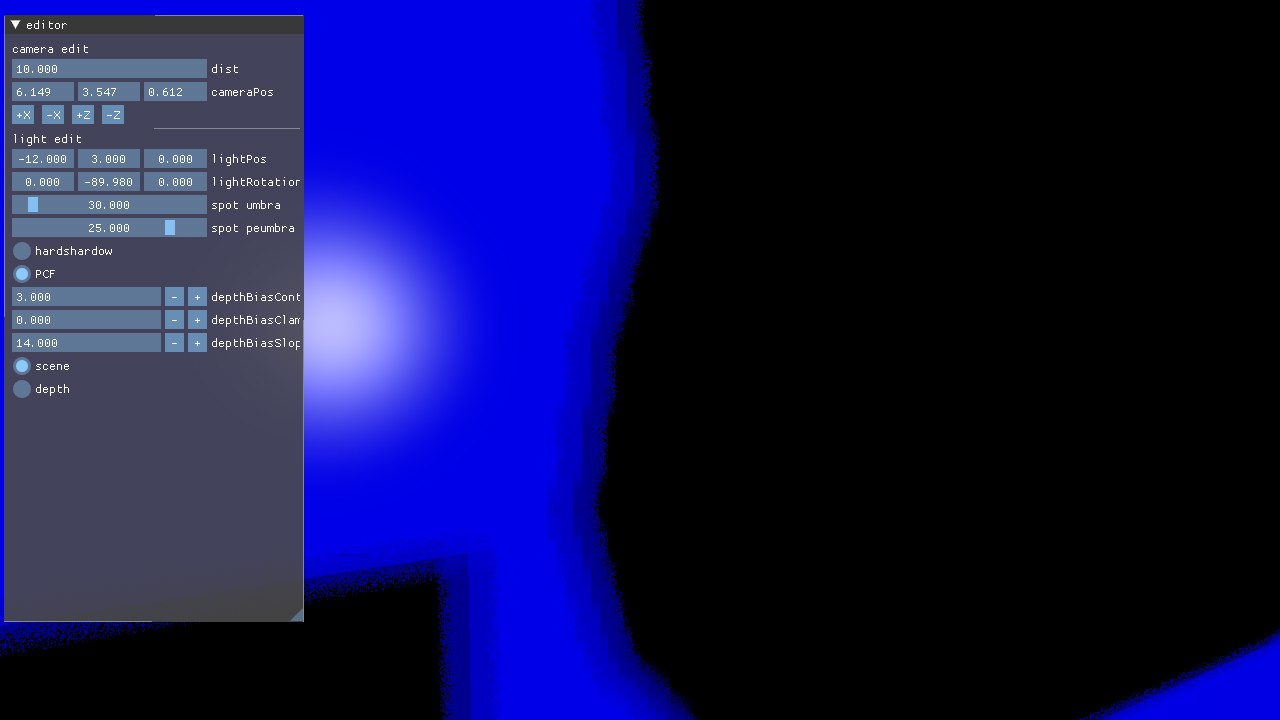 editor
camera edit
10.000 dist
6.149 3.547 0.612 cameraPos
+X -X +Z -Z
light edit
-12.000 3.000 0.000 lightPos
0.000 -89.980 0.000 lightRotation
30.000 spot umbra
25.000 spot peumbra
hardshardow
PCF
3.000 - + depthBiasCont
0.000 - + depthBiasClam
14.000 - + depthBiasSlop
scene
depth